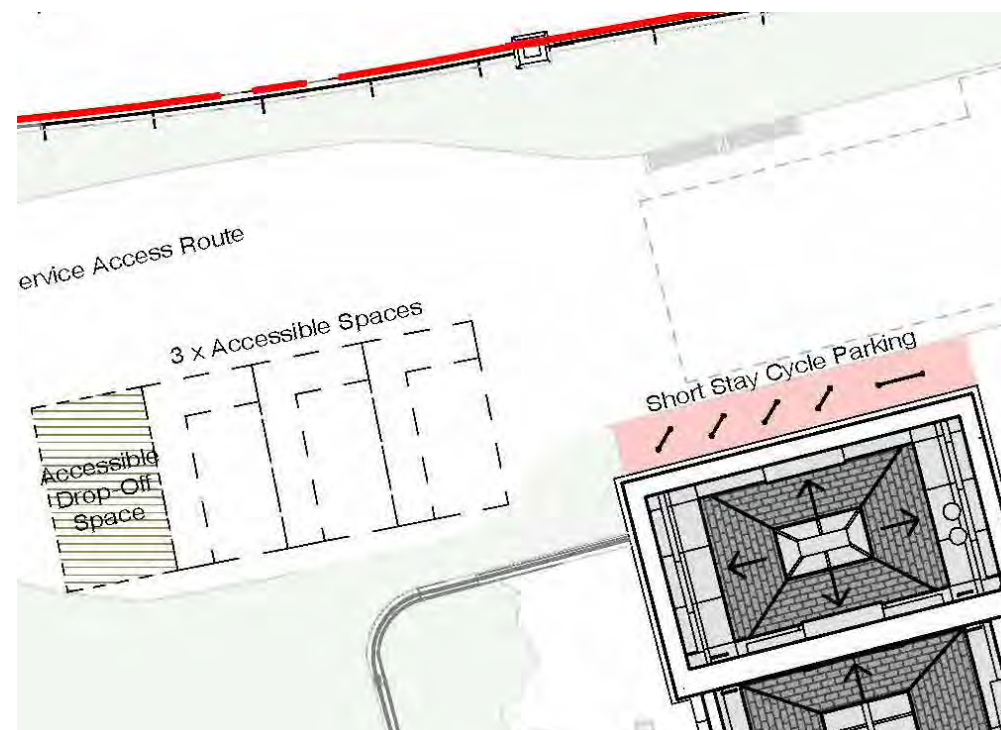 ervice Access Route
3 x Accessible Spaces
Short Stay Cycle Parking
Accessible
Drop-Off
Space